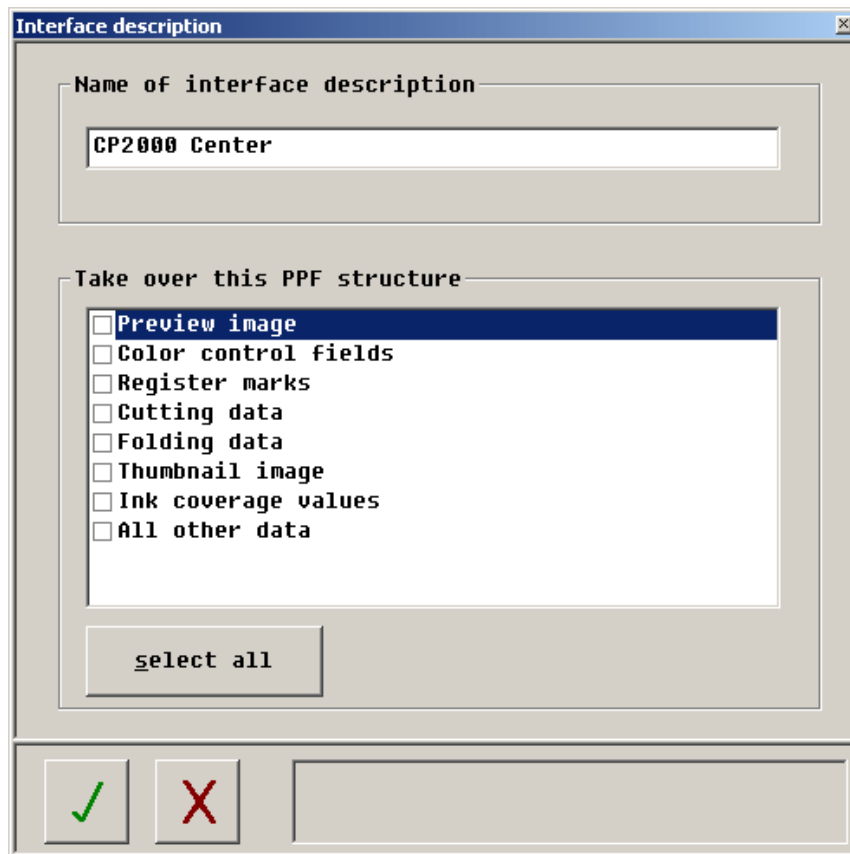 Interface description
Name of interface description
CP2000 Center
Take over this PPF structure
Preview image
Color control fields
Register marks
Cutting data
Folding data
Thumbnail image
Ink coverage values
All other data
select all